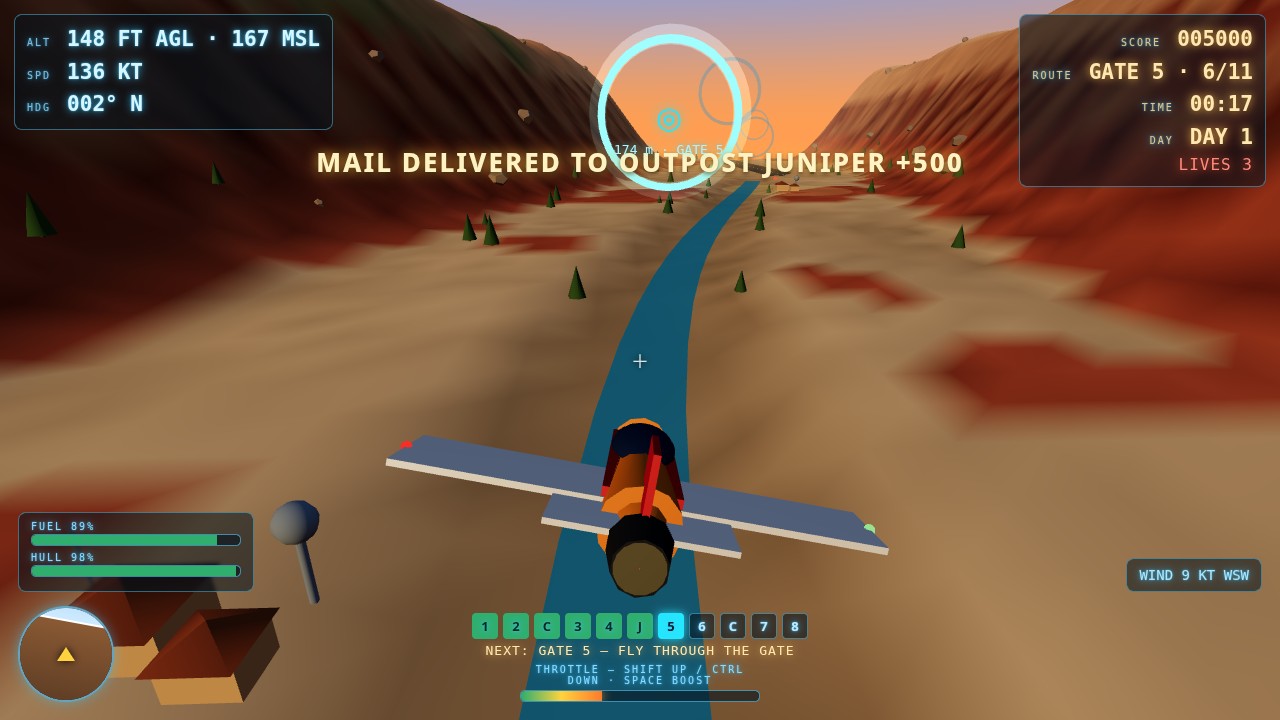 ALT 148 FT AGL · 167 MSL
SPD 136 KT
HDG 002° N
SCORE 005000
ROUTE GATE 5 · 6/11
TIME 00:17
DAY DAY 1
LIVES 3
174 m · GATE 5
MAIL DELIVERED TO OUTPOST JUNIPER +500
FUEL 89%
HULL 98%
WIND 9 KT WSW
1 2 C 3 4 J 5 6 C 7 8
NEXT: GATE 5 — FLY THROUGH THE GATE
THROTTLE — SHIFT UP / CTRL
DOWN · SPACE BOOST